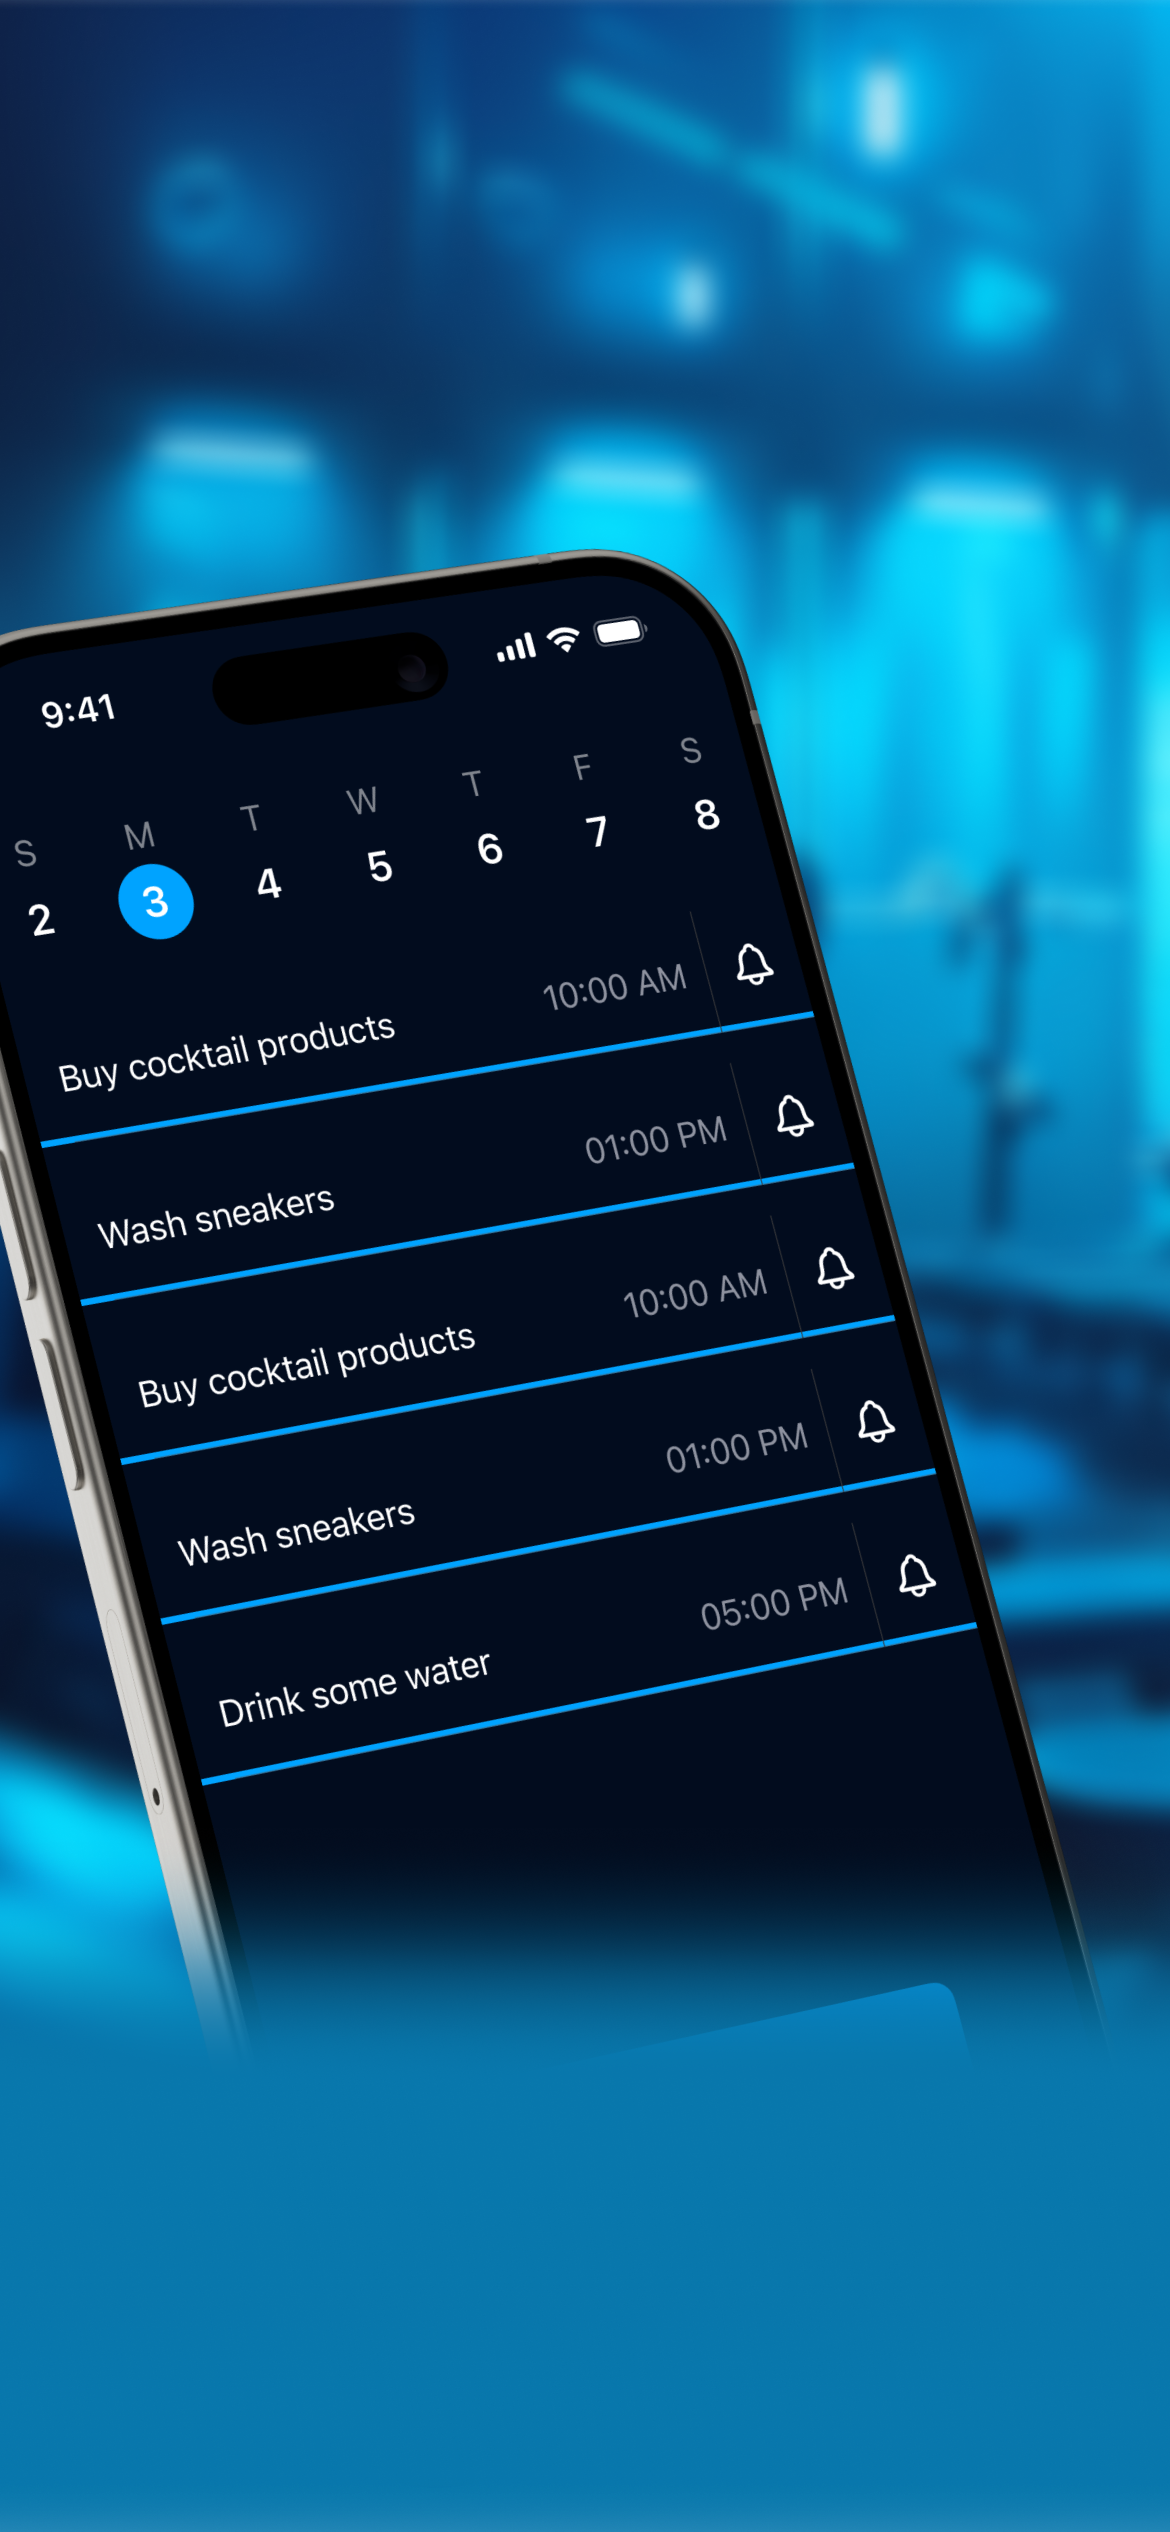 9:41
S M T W T F S
2 3 4 5 6 7 8
Buy cocktail products 10:00 AM
Wash sneakers 01:00 PM
Buy cocktail products 10:00 AM
Wash sneakers 01:00 PM
Drink some water 05:00 PM